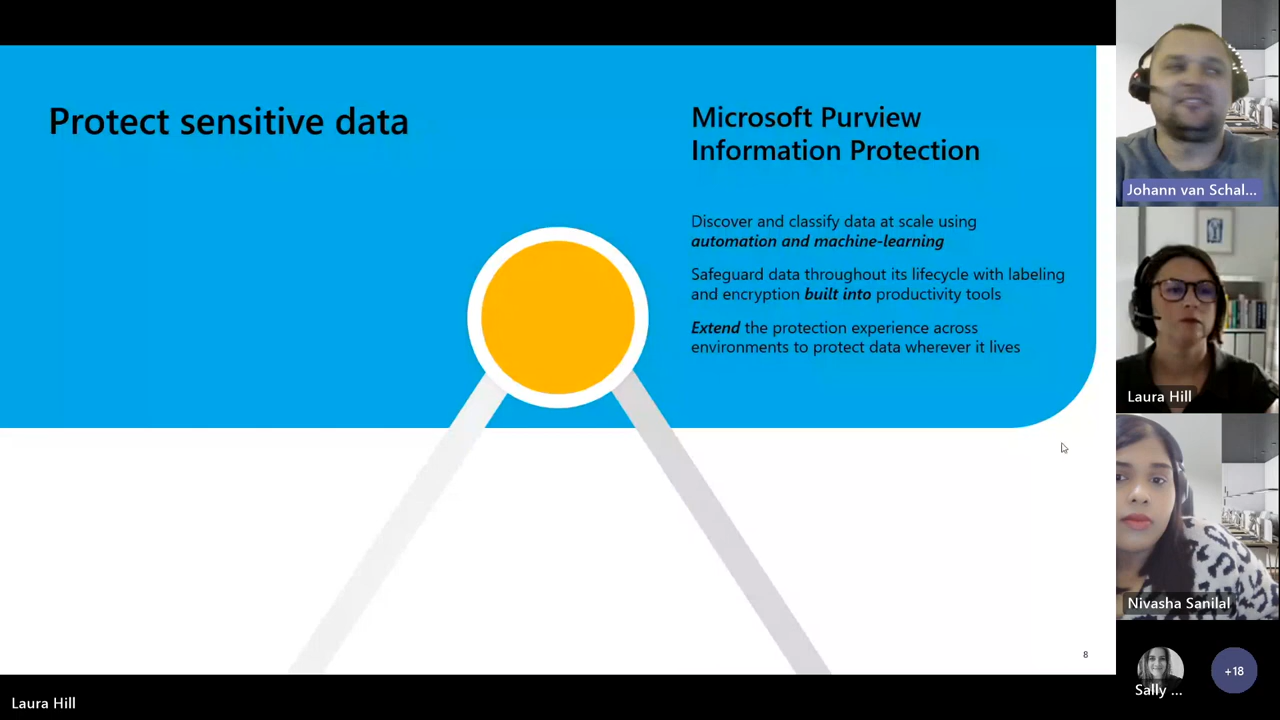 Protect sensitive data
Microsoft Purview
Information Protection
Discover and classify data at scale using
automation and machine-learning
Safeguard data throughout its lifecycle with labeling
and encryption built into productivity tools
Extend the protection experience across
environments to protect data wherever it lives
8
Johann van Schal...
Laura Hill
Nivasha Sanilal
Sally ...
+18
Laura Hill